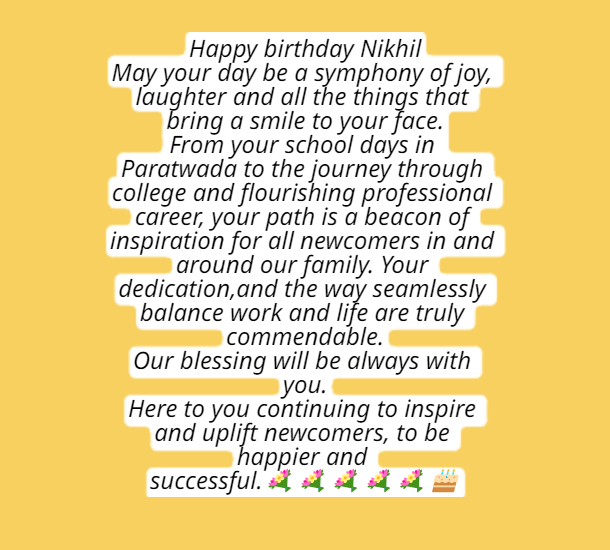 Happy birthday Nikhil
May your day be a symphony of joy,
laughter and all the things that
bring a smile to your face.
From your school days in
Paratwada to the journey through
college and flourishing professional
career, your path is a beacon of
inspiration for all newcomers in and
around our family. Your
dedication,and the way seamlessly
balance work and life are truly
commendable.
Our blessing will be always with
you.
Here to you continuing to inspire
and uplift newcomers, to be
happier and
successful. 💐 💐 💐 💐 💐 🎂